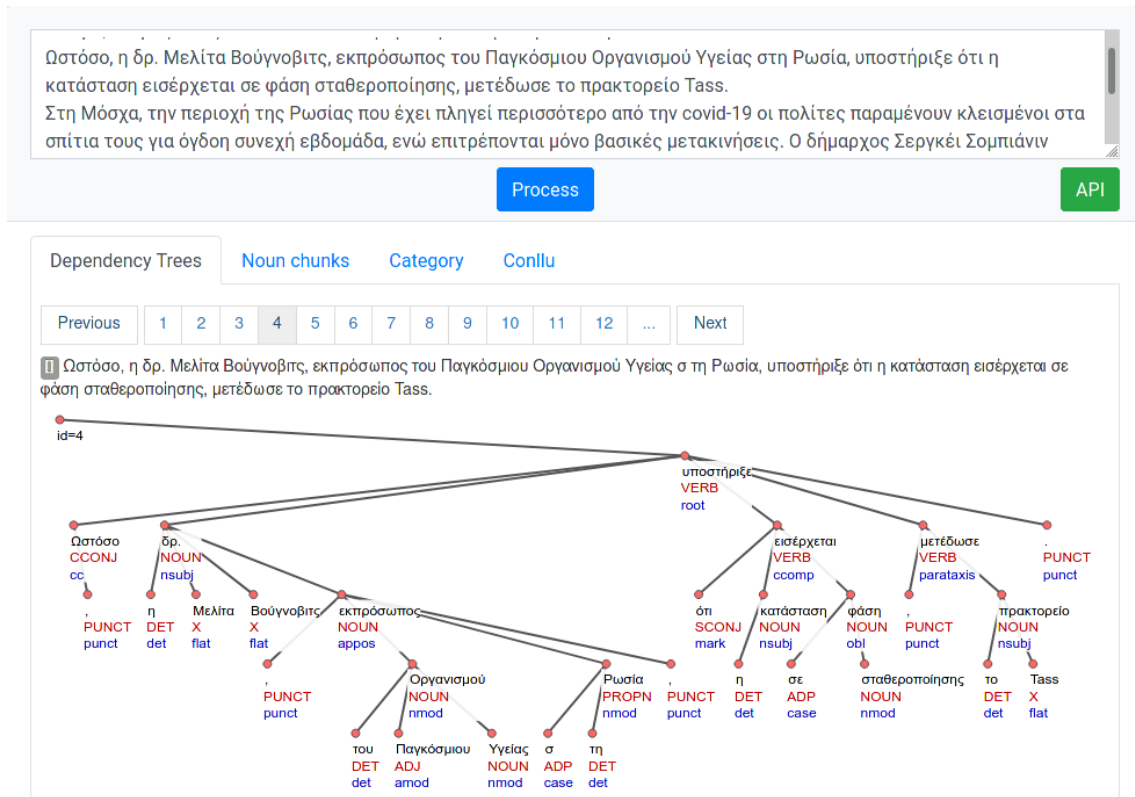 Ωστόσο, η δρ. Μελίτα Βούγνοβιτς, εκπρόσωπος του Παγκόσμιου Οργανισμού Υγείας στη Ρωσία, υποστήριξε ότι η
κατάσταση εισέρχεται σε φάση σταθεροποίησης, μετέδωσε το πρακτορείο Tass.
Στη Μόσχα, την περιοχή της Ρωσίας που έχει πληγεί περισσότερο από την covid-19 οι πολίτες παραμένουν κλεισμένοι στα
σπίτια τους για όγδοη συνεχή εβδομάδα, ενώ επιτρέπονται μόνο βασικές μετακινήσεις. Ο δήμαρχος Σεργκέι Σομπιάνιν
Process
API
Dependency Trees Noun chunks Category Conllu
Previous 1 2 3 4 5 6 7 8 9 10 11 12 ... Next
Ωστόσο, η δρ. Μελίτα Βούγνοβιτς, εκπρόσωπος του Παγκόσμιου Οργανισμού Υγείας σ τη Ρωσία, υποστήριξε ότι η κατάσταση εισέρχεται σε
φάση σταθεροποίησης, μετέδωσε το πρακτορείο Tass.
id=4
υποστήριξε
VERB
root
Ωστόσο δρ. εισέρχεται μετέδωσε .
CCONJ NOUN VERB VERB PUNCT
cc nsubj ccomp parataxis punct
, η Μελίτα Βούγνοβιτς εκπρόσωπος ότι κατάσταση φάση , πρακτορείο
PUNCT DET X X NOUN SCONJ NOUN NOUN PUNCT NOUN
punct det flat flat appos mark nsubj obl punct nsubj
, Οργανισμού Ρωσία , η σε σταθεροποίησης το Tass
PUNCT NOUN PROPN PUNCT DET ADP NOUN DET X
punct nmod nmod punct det case nmod det flat
του Παγκόσμιου Υγείας σ τη
DET ADJ NOUN ADP DET
det amod nmod case det